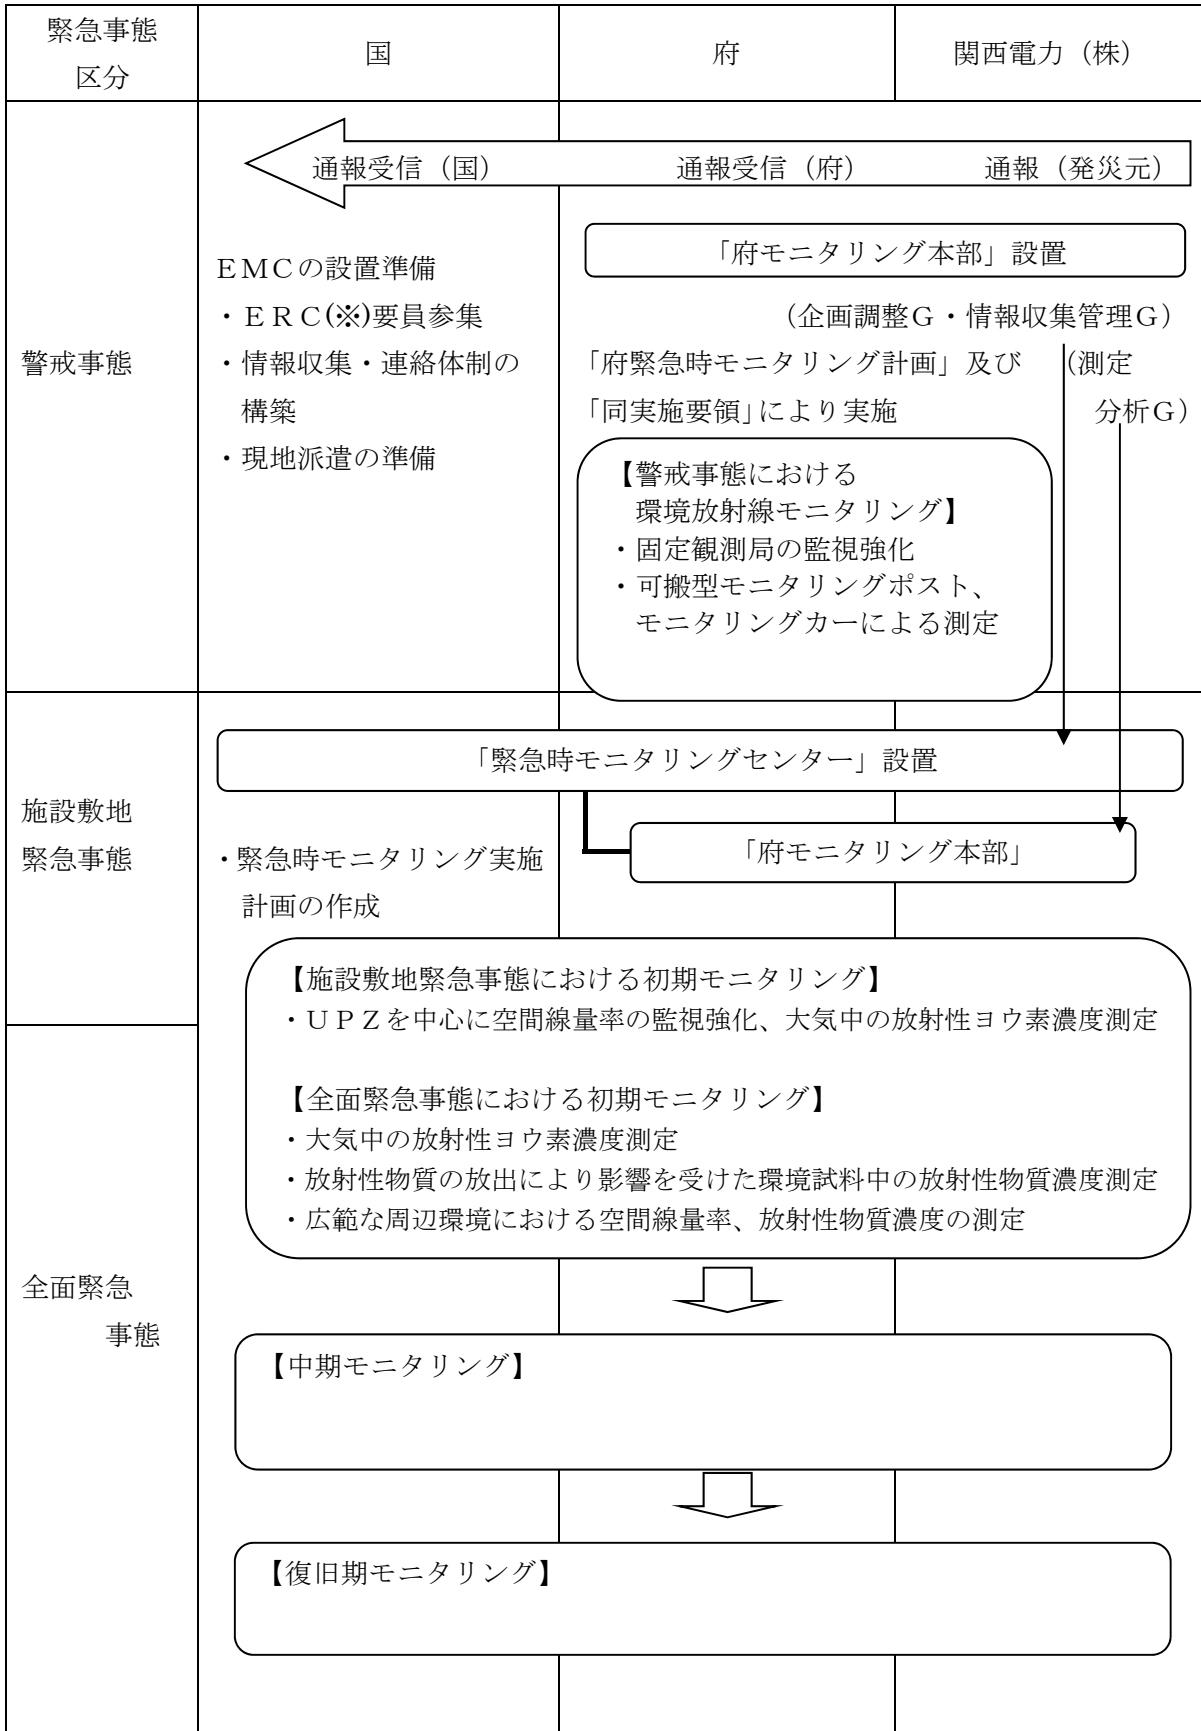 緊急事態
区分
国
府
関西電力（株）
警戒事態
通報受信（国）
通報受信（府）
通報（発災元）
ＥＭＣの設置準備
・ＥＲＣ(※)要員参集
・情報収集・連絡体制の
構築
・現地派遣の準備
「府モニタリング本部」設置
（企画調整Ｇ・情報収集管理Ｇ）
「府緊急時モニタリング計画」及び
「同実施要領」により実施
（測定
分析Ｇ）
【警戒事態における
環境放射線モニタリング】
・固定観測局の監視強化
・可搬型モニタリングポスト、
モニタリングカーによる測定
施設敷地
緊急事態
「緊急時モニタリングセンター」設置
「府モニタリング本部」
・緊急時モニタリング実施
計画の作成
【施設敷地緊急事態における初期モニタリング】
・ＵＰＺを中心に空間線量率の監視強化、大気中の放射性ヨウ素濃度測定
【全面緊急事態における初期モニタリング】
・大気中の放射性ヨウ素濃度測定
・放射性物質の放出により影響を受けた環境試料中の放射性物質濃度測定
・広範な周辺環境における空間線量率、放射性物質濃度の測定
全面緊急
事態
【中期モニタリング】
【復旧期モニタリング】